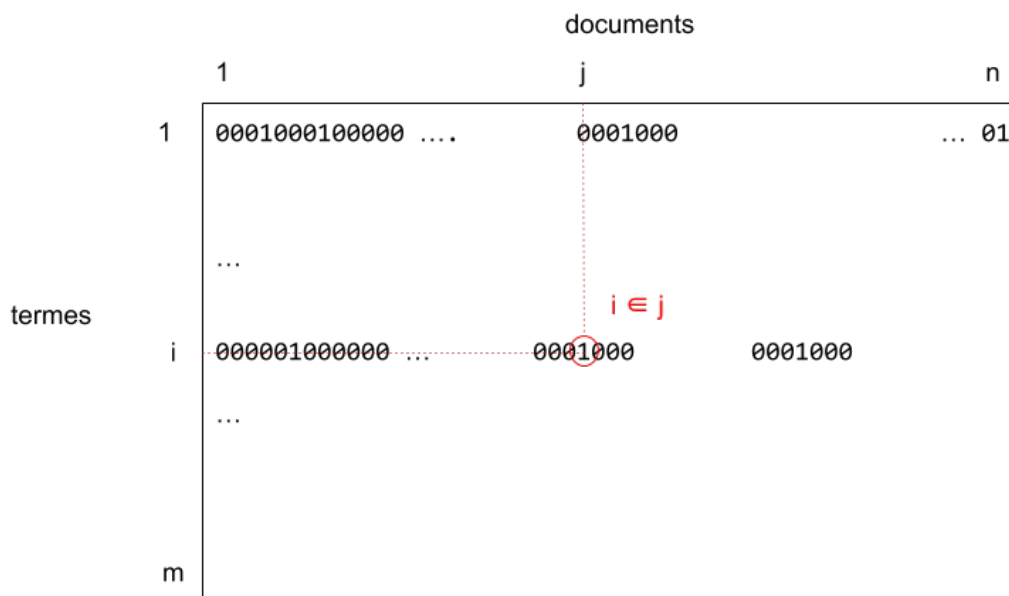 documents
1 j n
1 0001000100000 .... 0001000 ... 01
...
i ∈ j
termes
i 000001000000 ... 0001000 0001000
...
m